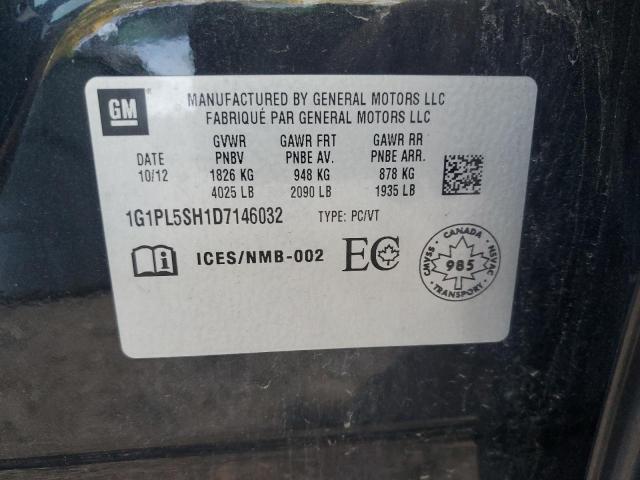 GM
MANUFACTURED BY GENERAL MOTORS LLC
FABRIQUÉ PAR GENERAL MOTORS LLC
GVWR GAWR FRT GAWR RR
DATE PNBV PNBE AV. PNBE ARR.
10/12 1826 KG 948 KG 878 KG
4025 LB 2090 LB 1935 LB
1G1PL5SH1D7146032 TYPE: PC/VT
i ICES/NMB-002 EC
CANADA
CMVSS 985 NSVAC
TRANSPORT